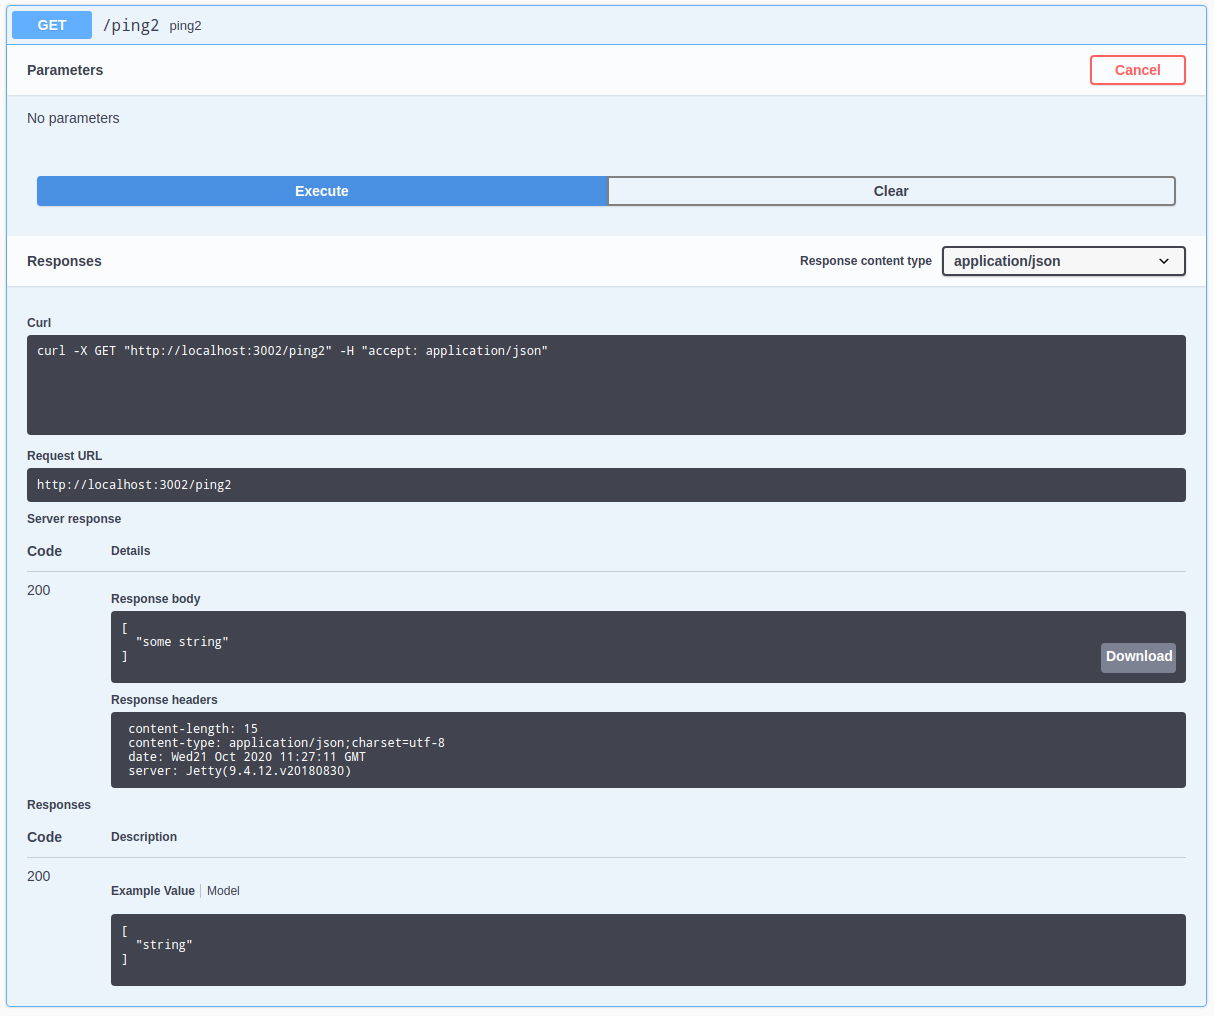 GET /ping2 ping2
Parameters Cancel
No parameters
Execute Clear
Responses Response content type application/json
Curl
curl -X GET "http://localhost:3002/ping2" -H "accept: application/json"
Request URL
http://localhost:3002/ping2
Server response
Code Details
200
Response body
[
  "some string"
]
Download
Response headers
content-length: 15
content-type: application/json;charset=utf-8
date: Wed21 Oct 2020 11:27:11 GMT
server: Jetty(9.4.12.v20180830)
Responses
Code Description
200
Example Value Model
[
  "string"
]